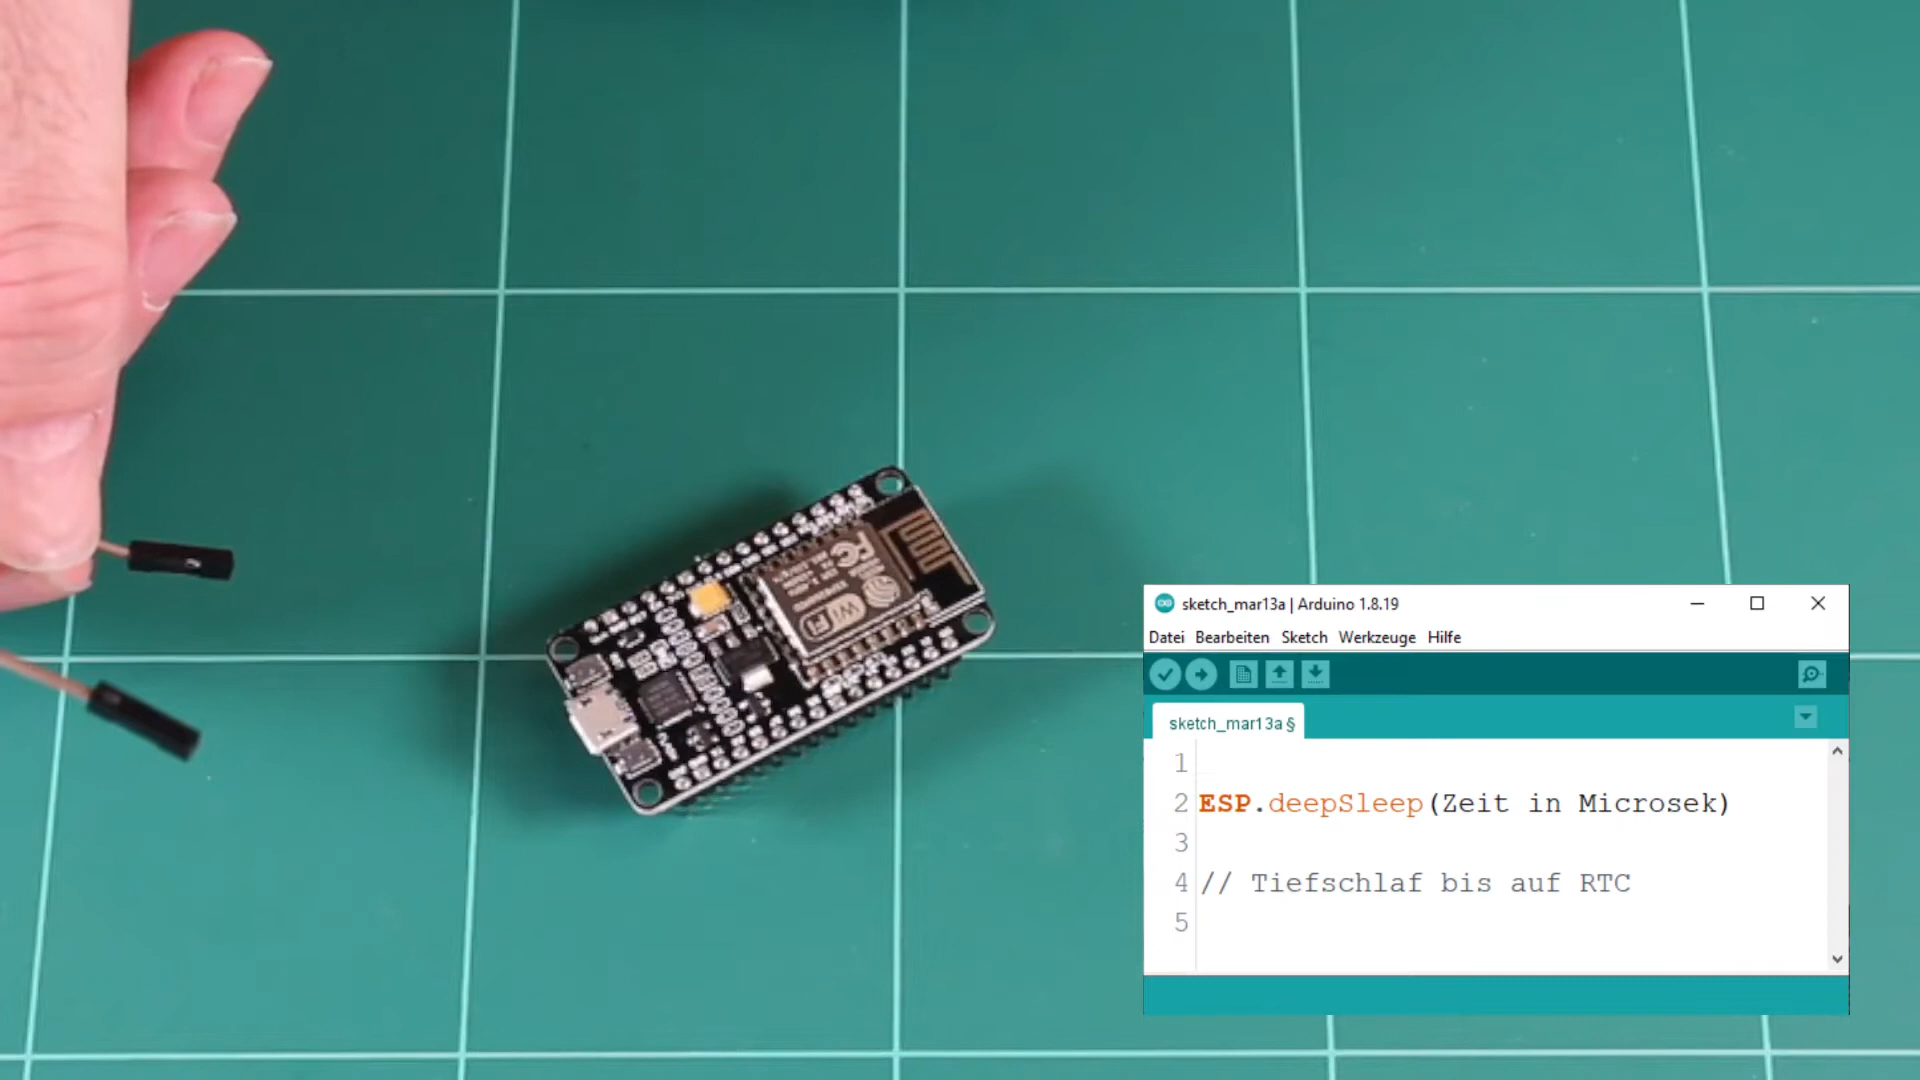 WiFi
sketch_mar13a | Arduino 1.8.19
Datei Bearbeiten Sketch Werkzeuge Hilfe
sketch_mar13a §
1
2 ESP.deepSleep(Zeit in Microsek)
3
4 // Tiefschlaf bis auf RTC
5